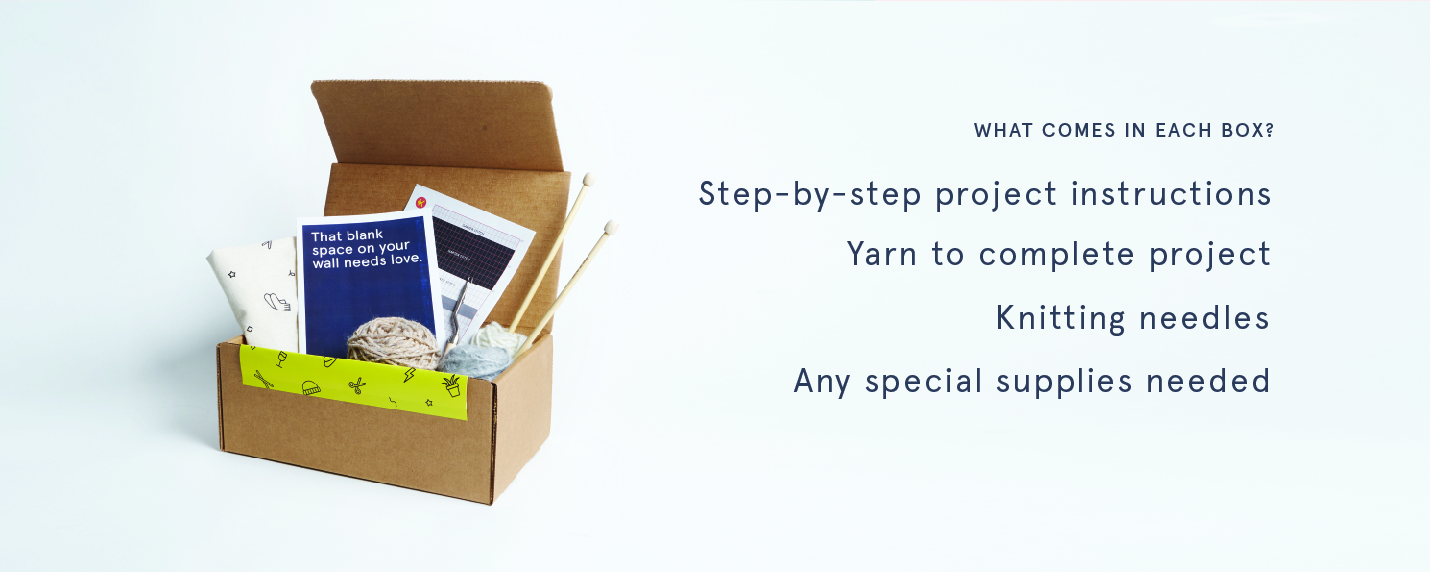 That blank
space on your
wall needs love.
WHAT COMES IN EACH BOX?
Step-by-step project instructions
Yarn to complete project
Knitting needles
Any special supplies needed